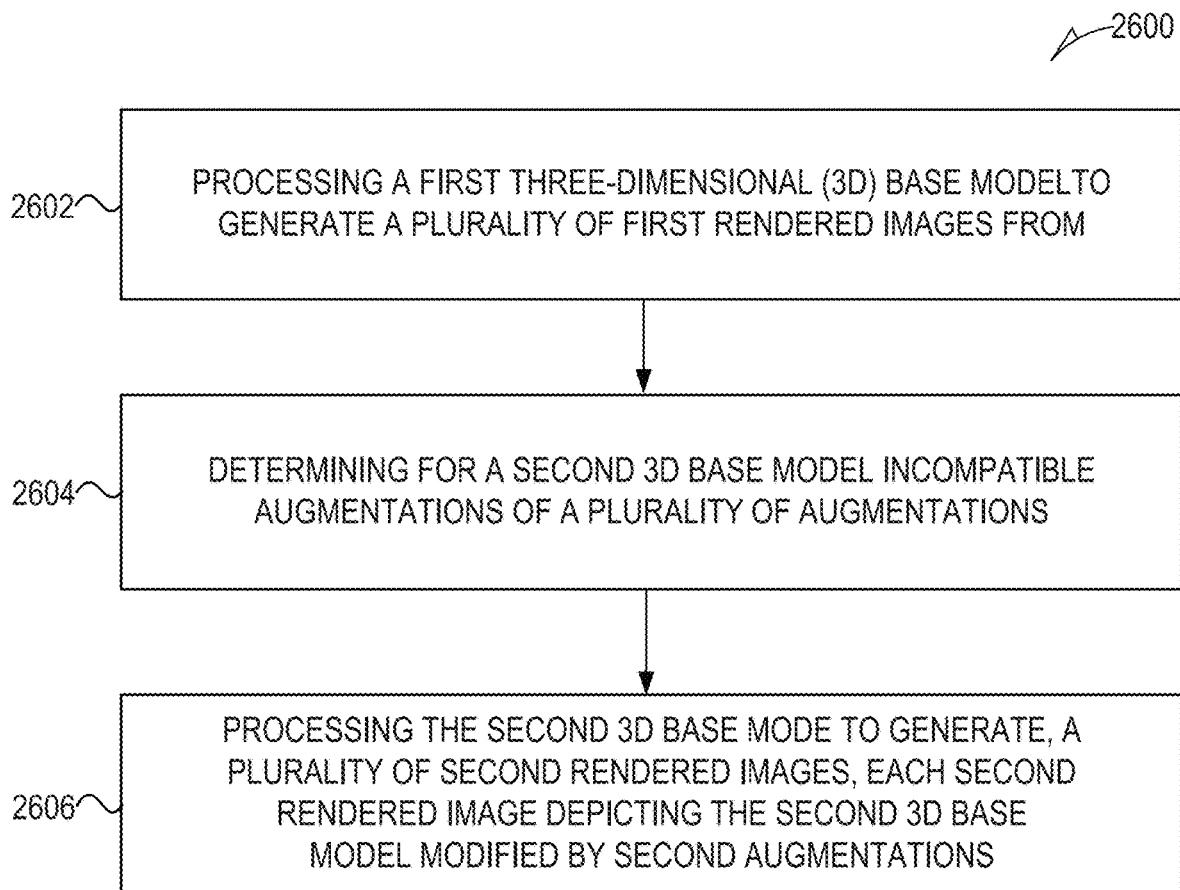 2600
2602
PROCESSING A FIRST THREE-DIMENSIONAL (3D) BASE MODELTO
GENERATE A PLURALITY OF FIRST RENDERED IMAGES FROM
2604
DETERMINING FOR A SECOND 3D BASE MODEL INCOMPATIBLE
AUGMENTATIONS OF A PLURALITY OF AUGMENTATIONS
2606
PROCESSING THE SECOND 3D BASE MODE TO GENERATE, A
PLURALITY OF SECOND RENDERED IMAGES, EACH SECOND
RENDERED IMAGE DEPICTING THE SECOND 3D BASE
MODEL MODIFIED BY SECOND AUGMENTATIONS